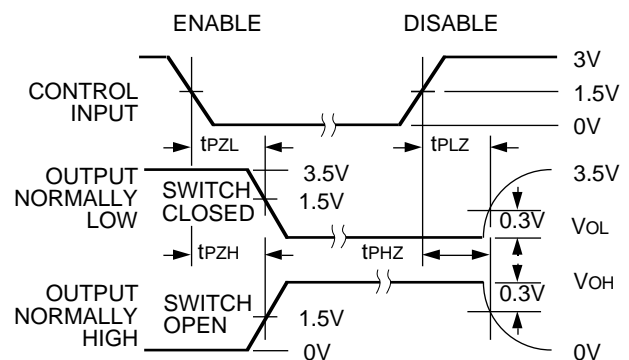 ENABLE DISABLE
3V
CONTROL INPUT 1.5V
0V
tPZL tPLZ
OUTPUT NORMALLY LOW
SWITCH CLOSED
3.5V
1.5V
3.5V
0.3V
VOL
tPZH tPHZ
OUTPUT NORMALLY HIGH
SWITCH OPEN
1.5V
0V
VOH
0.3V
0V